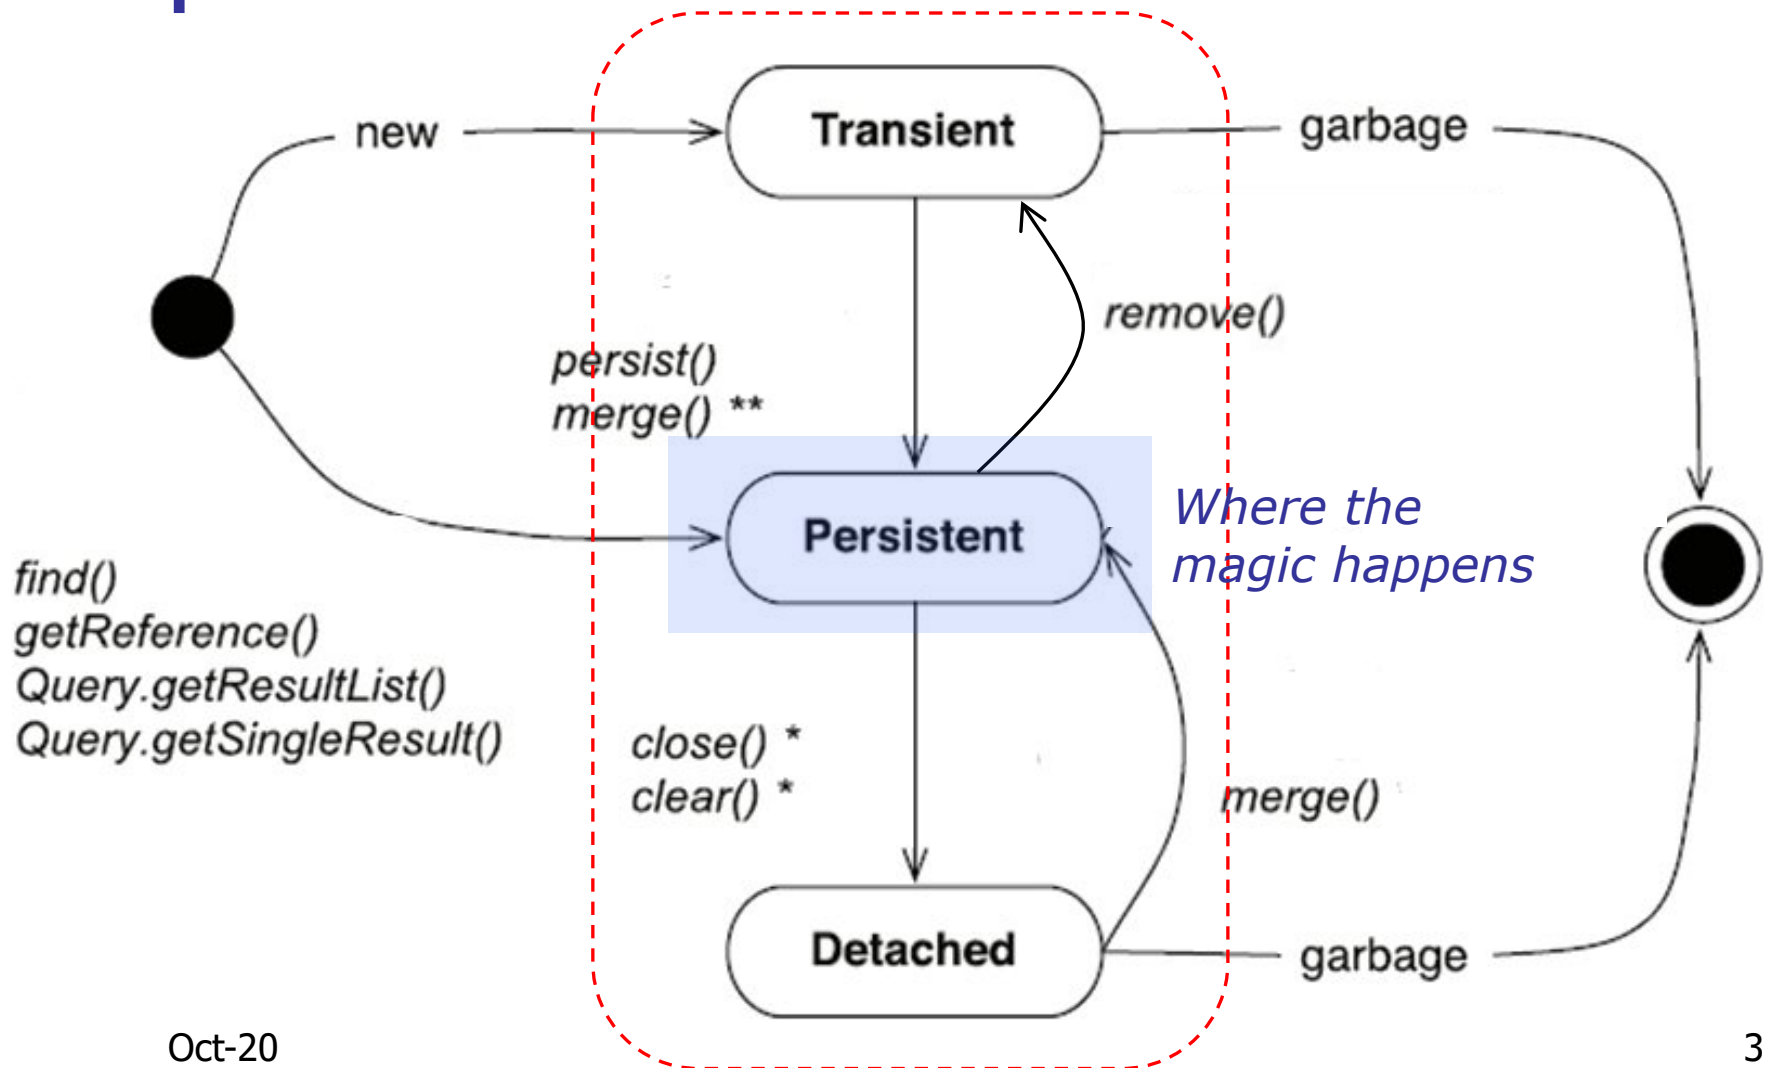 new
Transient
garbage
remove()
persist()
merge() **
Persistent
Where the
magic happens
find()
getReference()
Query.getResultList()
Query.getSingleResult()
close() *
clear() *
merge()
Detached
garbage
Oct-20
3